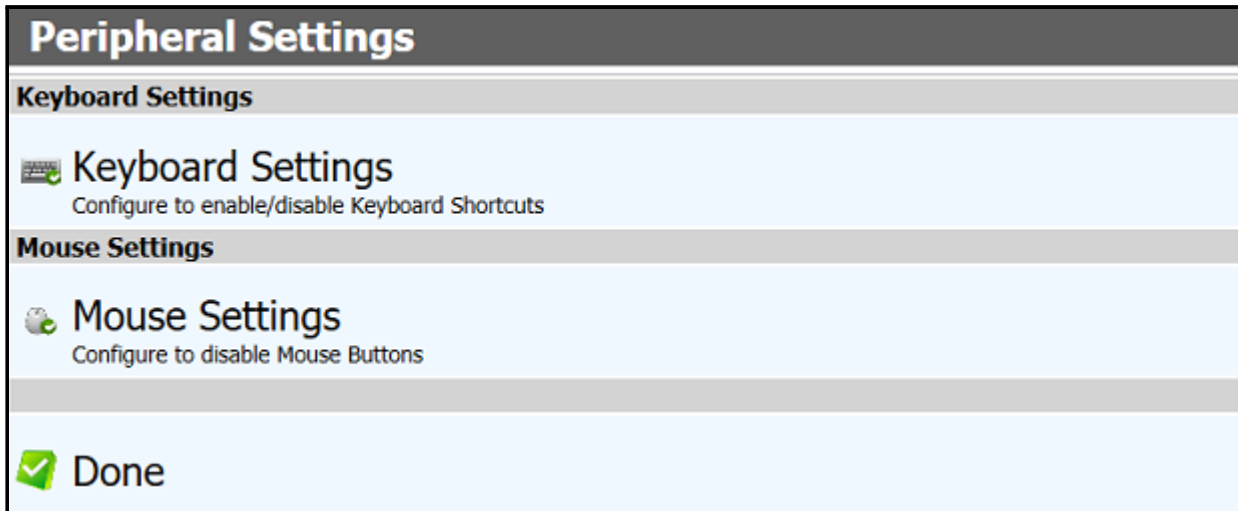 Peripheral Settings
Keyboard Settings
Keyboard Settings
Configure to enable/disable Keyboard Shortcuts
Mouse Settings
Mouse Settings
Configure to disable Mouse Buttons
Done